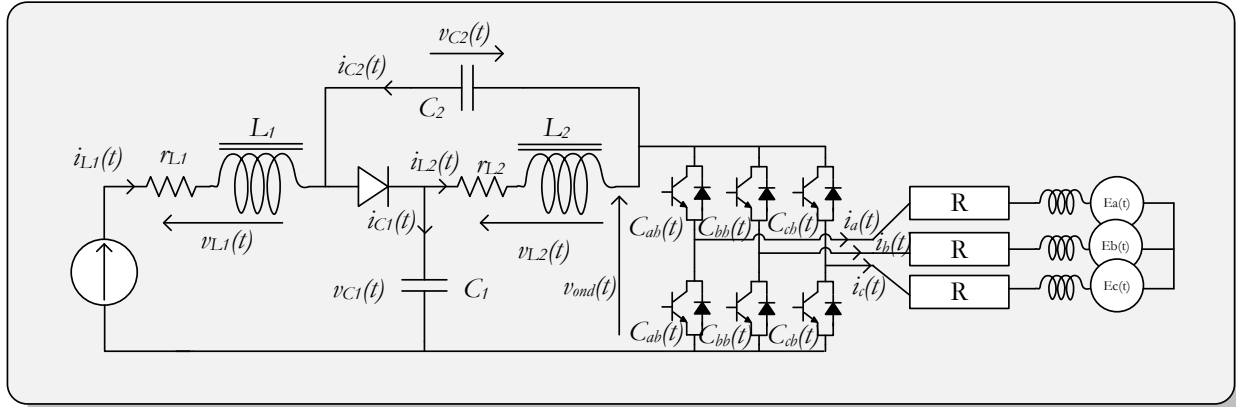 vC2(t)
iC2(t)
C2
L1
L2
iL1(t)
rL1
iL2(t)
rL2
iC1(t)
vL1(t)
vL2(t)
vC1(t)
C1
vond(t)
Cah(t)
Cbh(t)
Cch(t)
ia(t)
ib(t)
ic(t)
R
R
R
Ea(t)
Eb(t)
Ec(t)
Cab(t)
Cbb(t)
Ccb(t)